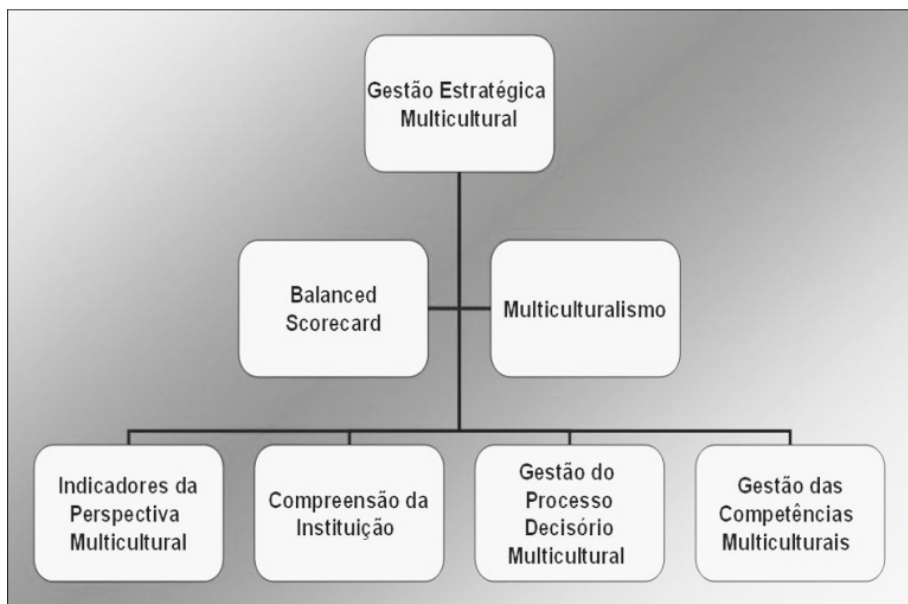 Gestão Estratégica
Multicultural
Balanced
Scorecard
Multiculturalismo
Indicadores da
Perspectiva
Multicultural
Compreensão da
Instituição
Gestão do
Processo
Decisório
Multicultural
Gestão das
Competências
Multiculturais